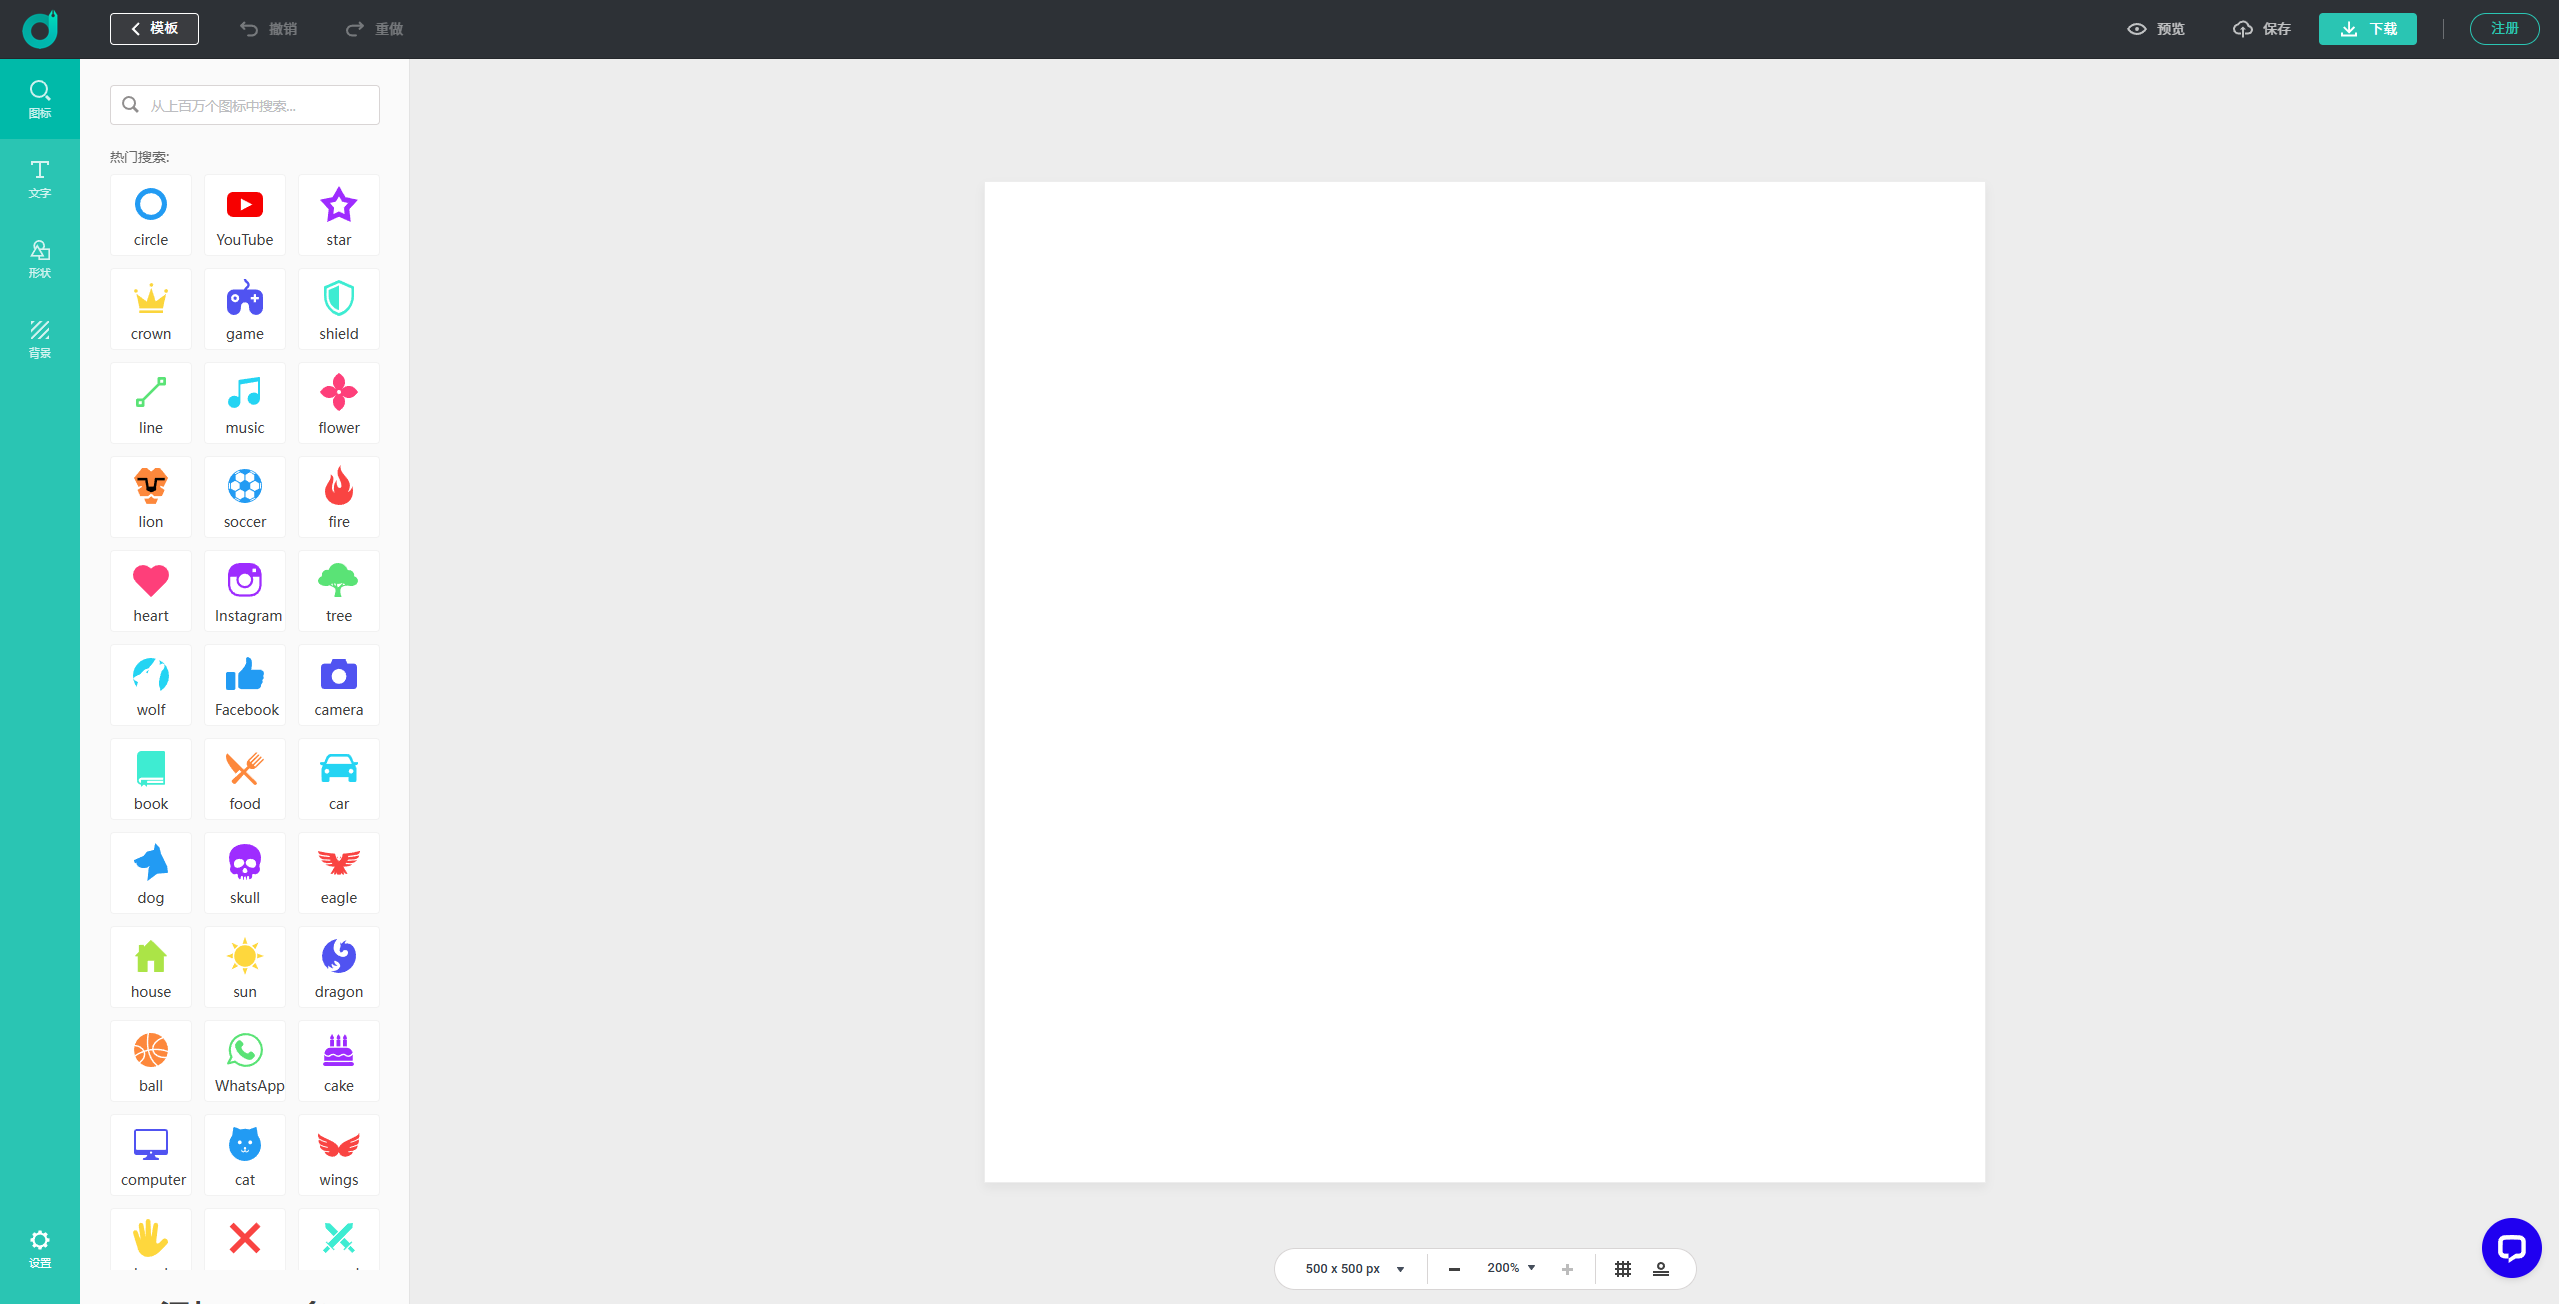 模板
撤销
重做
预览
保存
下载
注册
图标
文字
形状
背景
设置
从上百万个图标中搜索...
热门搜索:
circle
YouTube
star
crown
game
shield
line
music
flower
lion
soccer
fire
heart
Instagram
tree
wolf
Facebook
camera
book
food
car
dog
skull
eagle
house
sun
dragon
ball
WhatsApp
cake
computer
cat
wings
500 x 500 px
200%